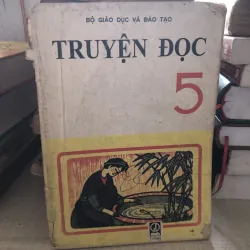 BỘ GIÁO DỤC VÀ ĐÀO TẠO
TRUYỆN ĐỌC
5